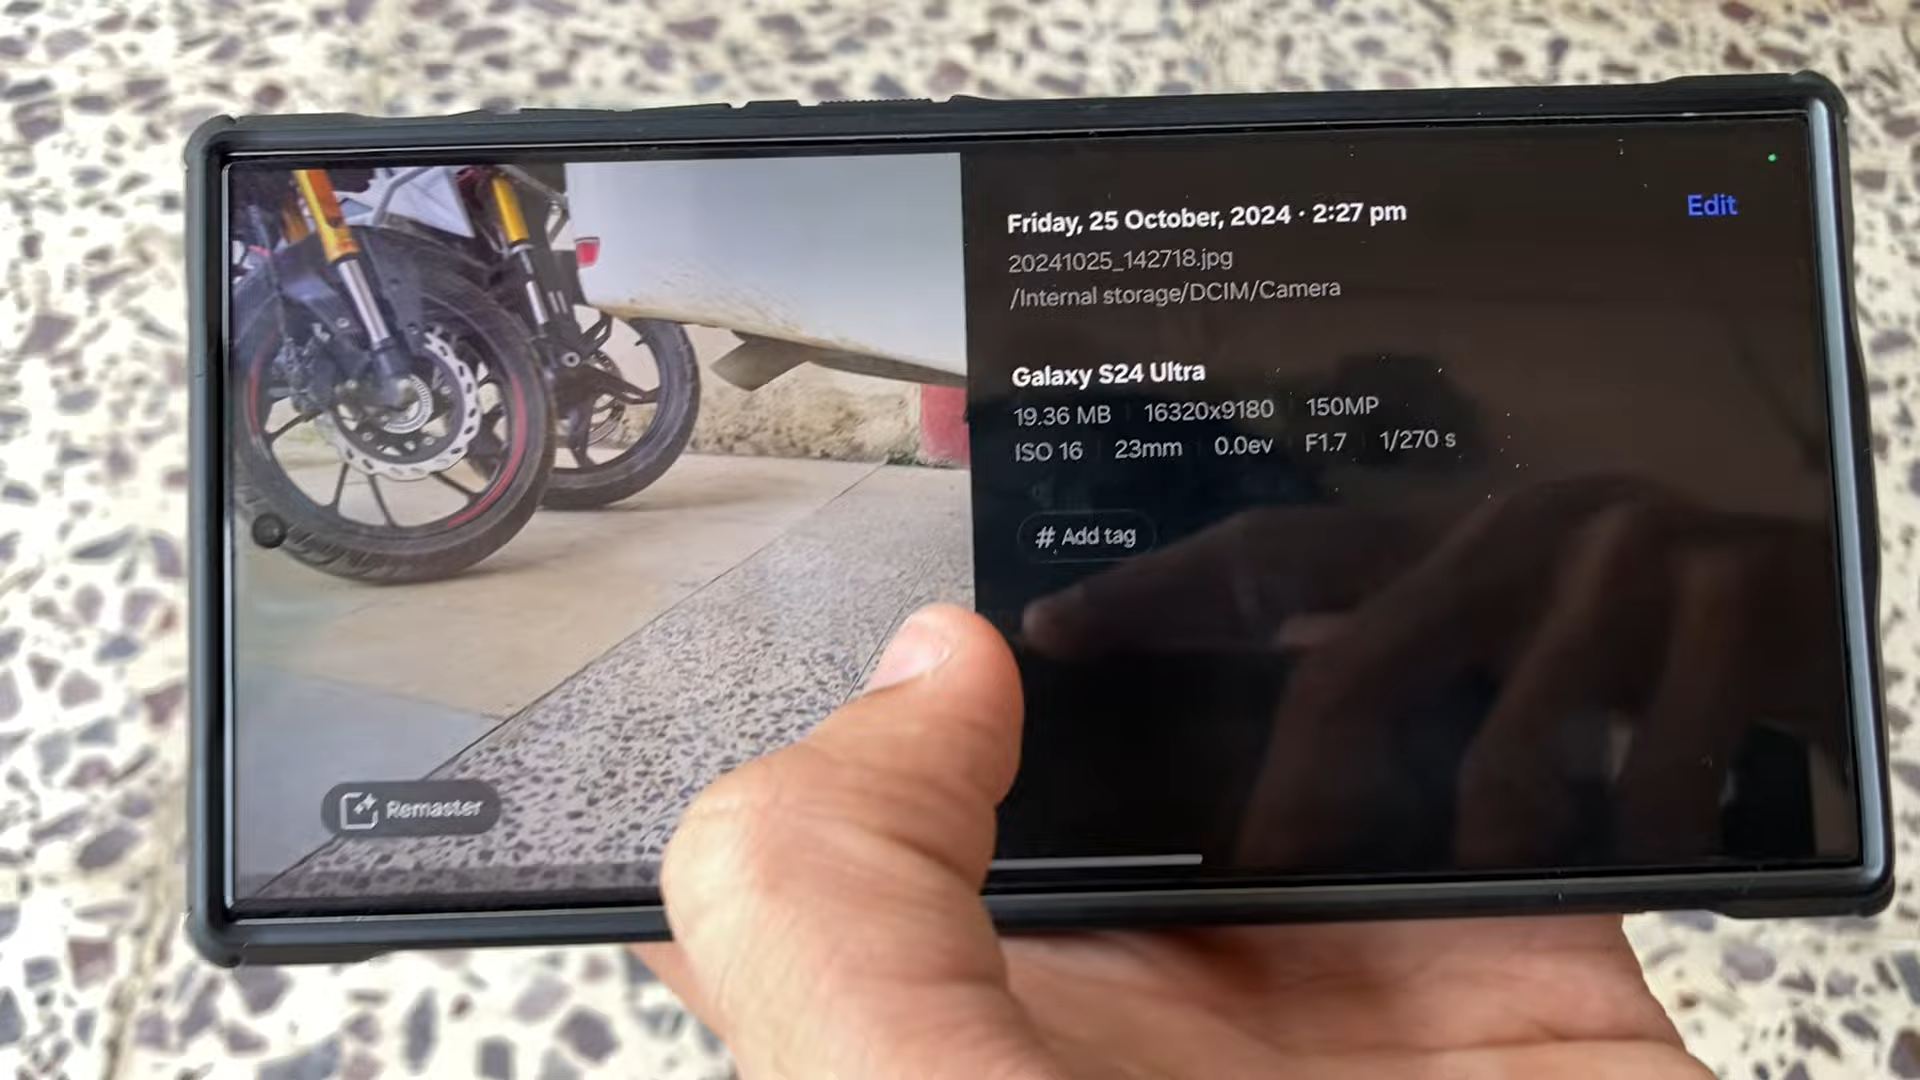 Friday, 25 October, 2024 · 2:27 pm
Edit
20241025_142718.jpg
/Internal storage/DCIM/Camera
Galaxy S24 Ultra
19.36 MB 16320x9180 150MP
ISO 16 23mm 0.0ev F1.7 1/270 s
# Add tag
Remaster